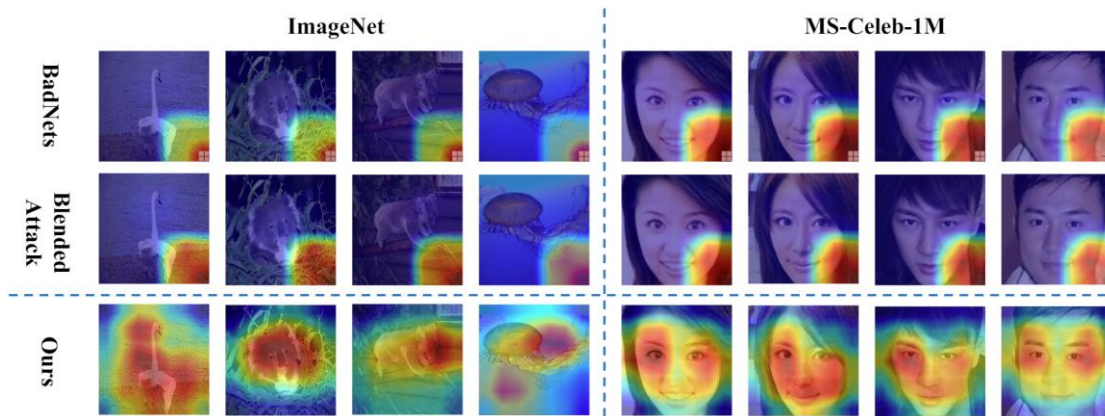 ImageNet
MS-Celeb-1M
BadNets
Blended
Attack
Ours